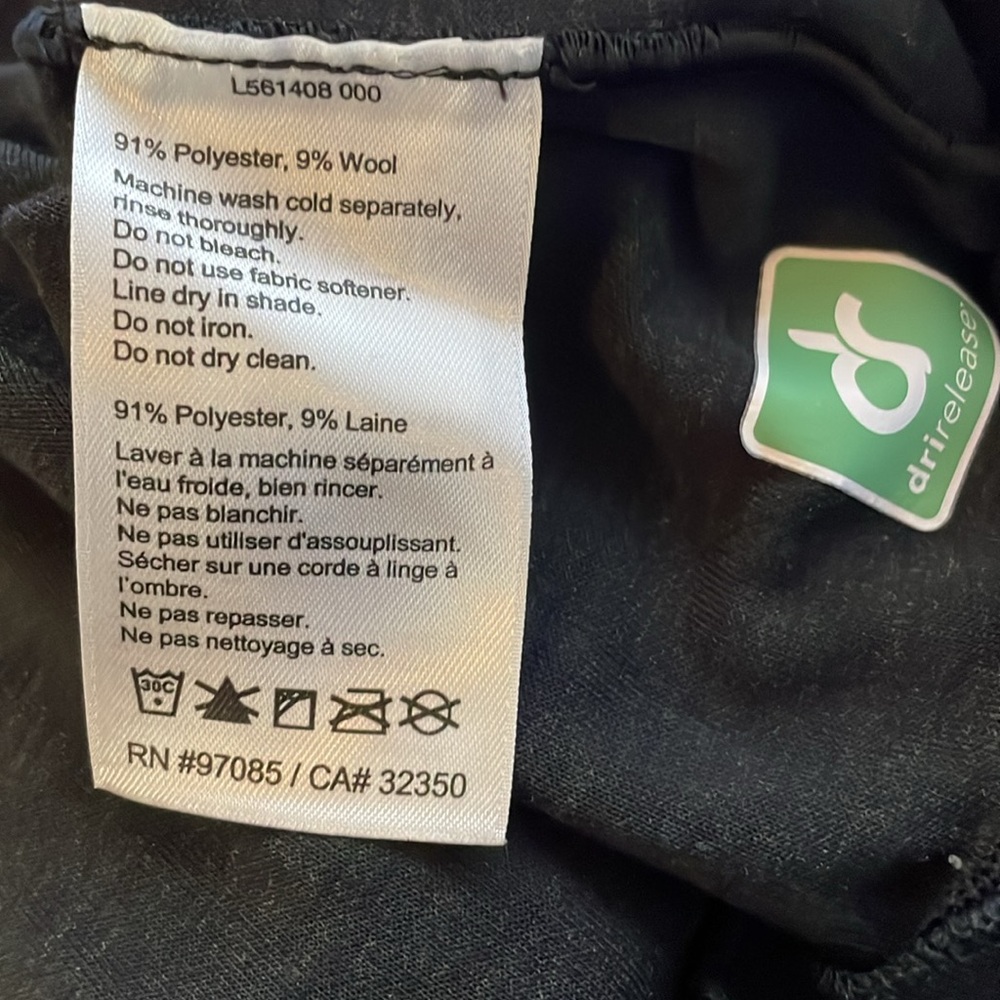 L561408 000
91% Polyester, 9% Wool
Machine wash cold separately,
rinse thoroughly.
Do not bleach.
Do not use fabric softener.
Line dry in shade.
Do not iron.
Do not dry clean.
91% Polyester, 9% Laine
Laver à la machine séparément à
l'eau froide, bien rincer.
Ne pas blanchir.
Ne pas utiliser d'assouplissant.
Sécher sur une corde à linge à
l'ombre.
Ne pas repasser.
Ne pas nettoyage à sec.
30C
RN #97085 / CA# 32350
dr
drirelease